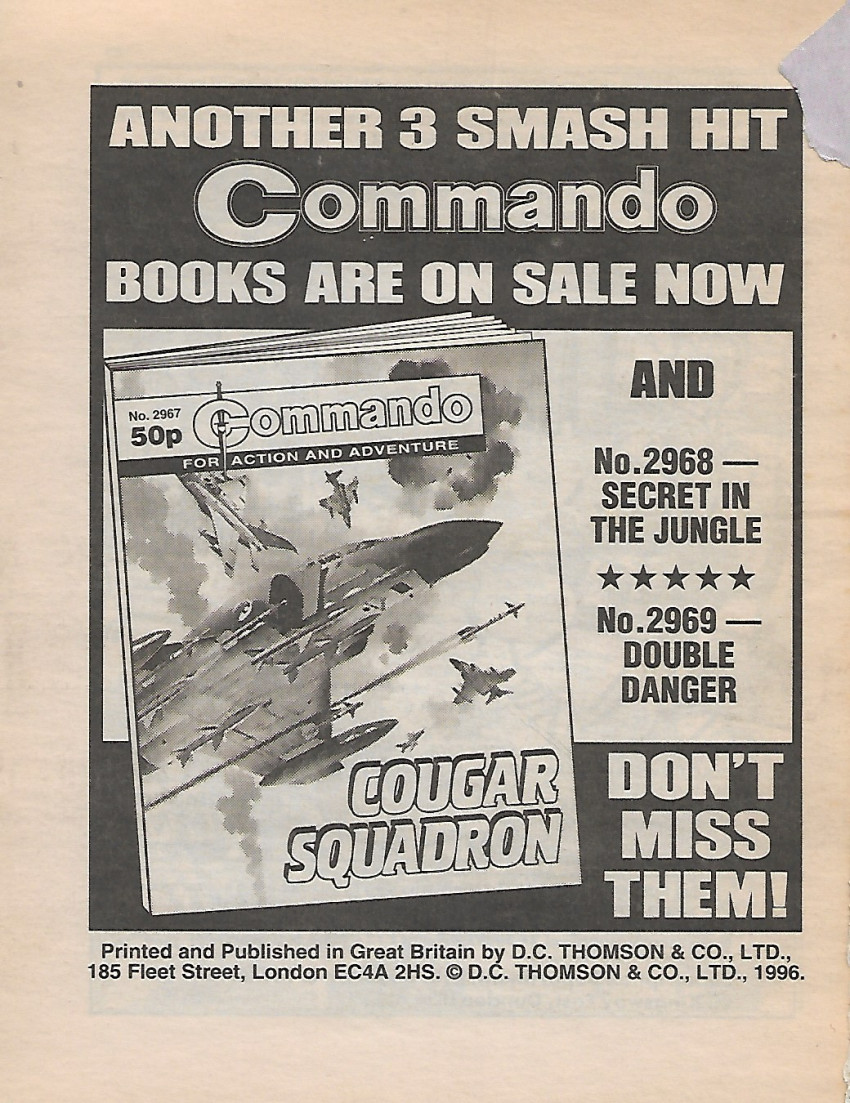 ANOTHER 3 SMASH HIT
Commando
BOOKS ARE ON SALE NOW
No. 2967
50p
Commando
FOR ACTION AND ADVENTURE
COUGAR
SQUADRON
AND
No.2968 —
SECRET IN
THE JUNGLE
★★★★★
No.2969 —
DOUBLE
DANGER
DON'T
MISS
THEM!
Printed and Published in Great Britain by D.C. THOMSON & CO., LTD.,
185 Fleet Street, London EC4A 2HS. © D.C. THOMSON & CO., LTD., 1996.